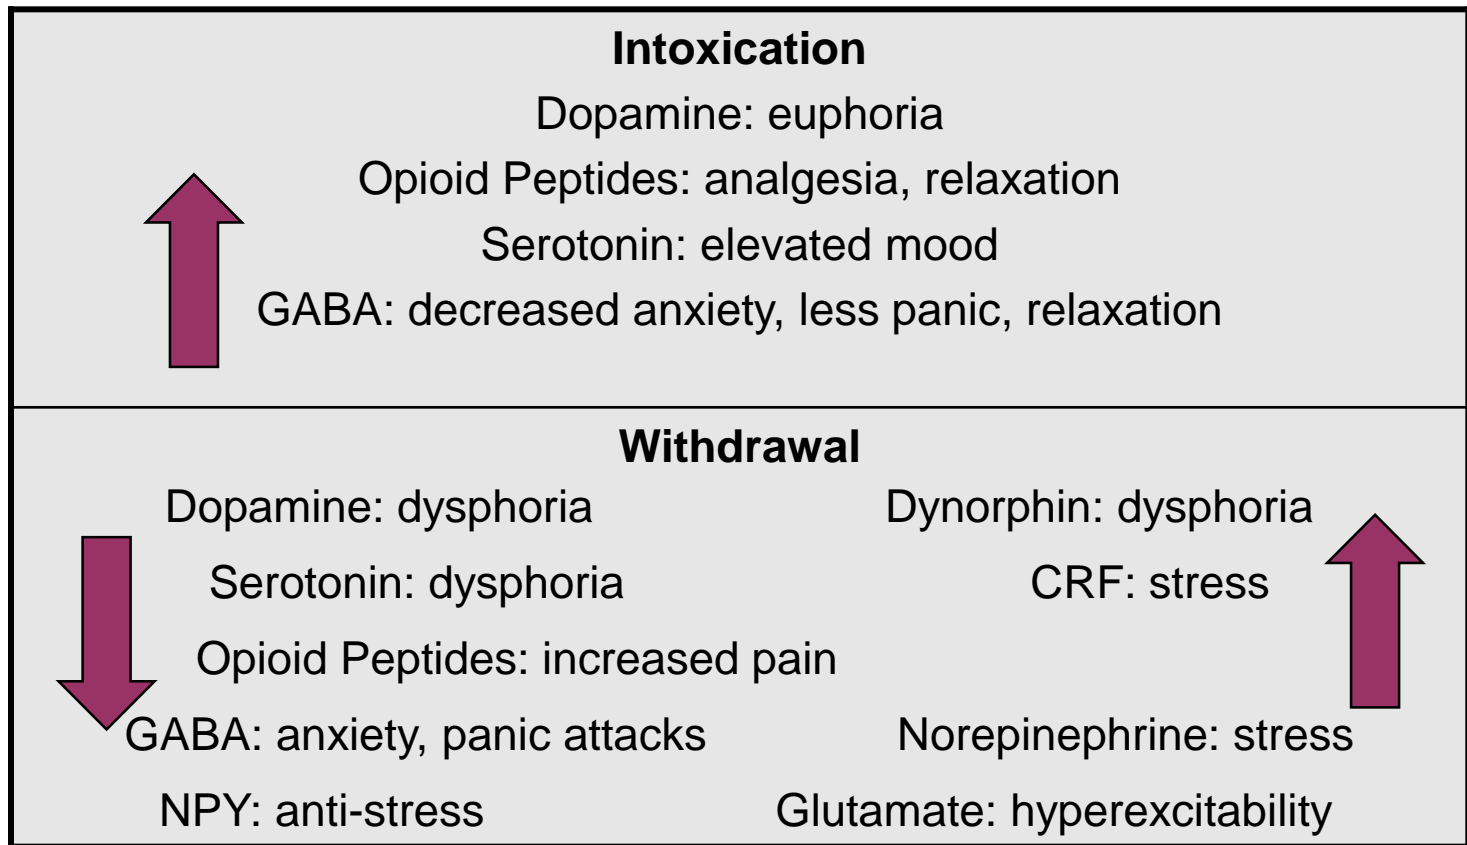 Intoxication
Dopamine: euphoria
Opioid Peptides: analgesia, relaxation
Serotonin: elevated mood
GABA: decreased anxiety, less panic, relaxation
Withdrawal
Dopamine: dysphoria
Serotonin: dysphoria
Opioid Peptides: increased pain
GABA: anxiety, panic attacks
NPY: anti-stress
Dynorphin: dysphoria
CRF: stress
Norepinephrine: stress
Glutamate: hyperexcitability